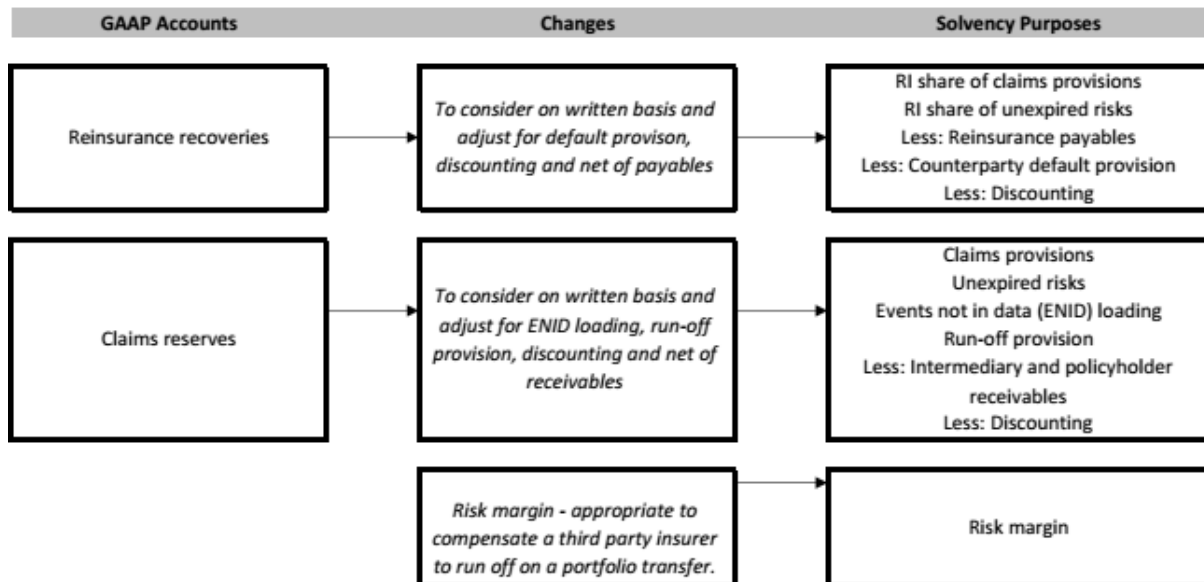 GAAP Accounts
Changes
Solvency Purposes
Reinsurance recoveries
To consider on written basis and
adjust for default provison,
discounting and net of payables
RI share of claims provisions
RI share of unexpired risks
Less: Reinsurance payables
Less: Counterparty default provision
Less: Discounting
Claims reserves
To consider on written basis and
adjust for ENID loading, run-off
provision, discounting and net of
receivables
Claims provisions
Unexpired risks
Events not in data (ENID) loading
Run-off provision
Less: Intermediary and policyholder
receivables
Less: Discounting
Risk margin - appropriate to
compensate a third party insurer
to run off on a portfolio transfer.
Risk margin